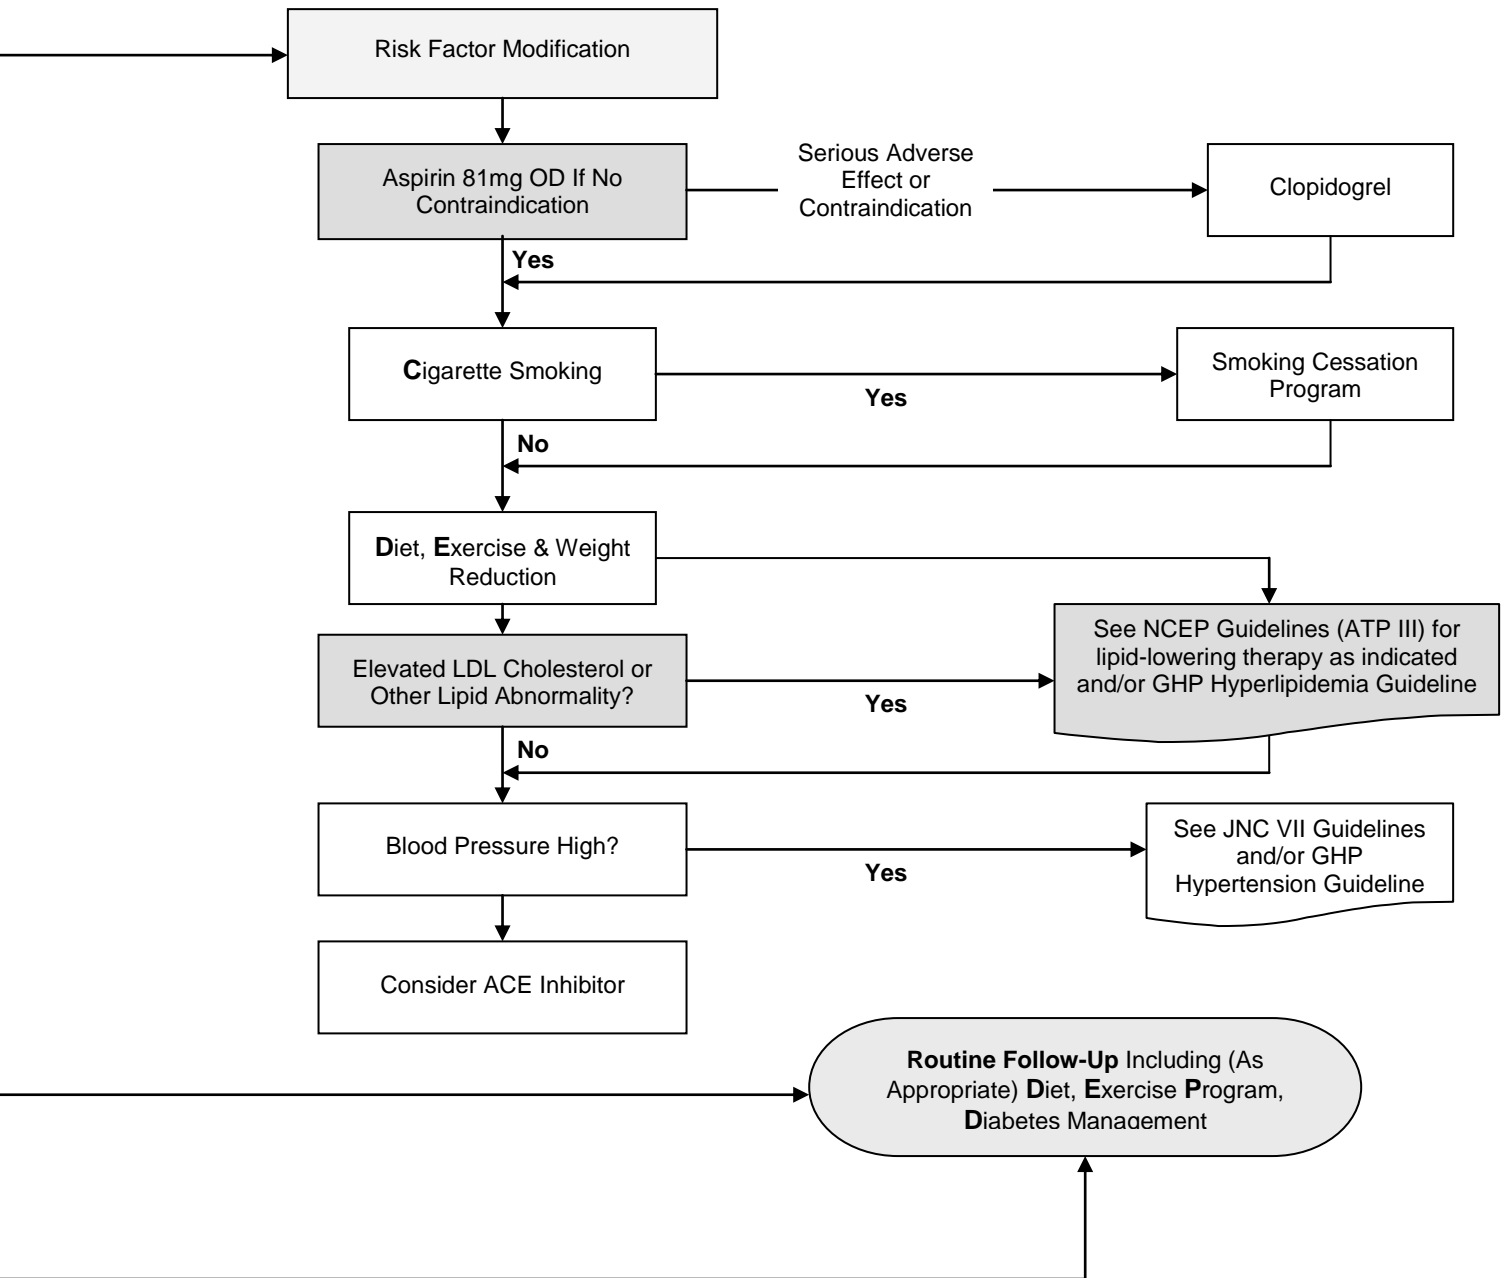 Risk Factor Modification
Aspirin 81mg OD If No
Contraindication
Serious Adverse
Effect or
Contraindication
Clopidogrel
Yes
Cigarette Smoking
Yes
Smoking Cessation
Program
No
Diet, Exercise & Weight
Reduction
See NCEP Guidelines (ATP III) for
lipid-lowering therapy as indicated
and/or GHP Hyperlipidemia Guideline
Elevated LDL Cholesterol or
Other Lipid Abnormality?
Yes
No
Blood Pressure High?
Yes
See JNC VII Guidelines
and/or GHP
Hypertension Guideline
Consider ACE Inhibitor
Routine Follow-Up Including (As
Appropriate) Diet, Exercise Program,
Diabetes Management